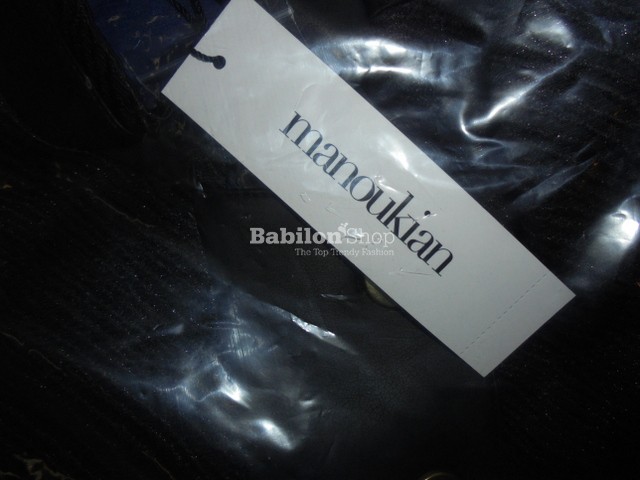 manoukian
Babilon Shop
The Top Trendy Fashion